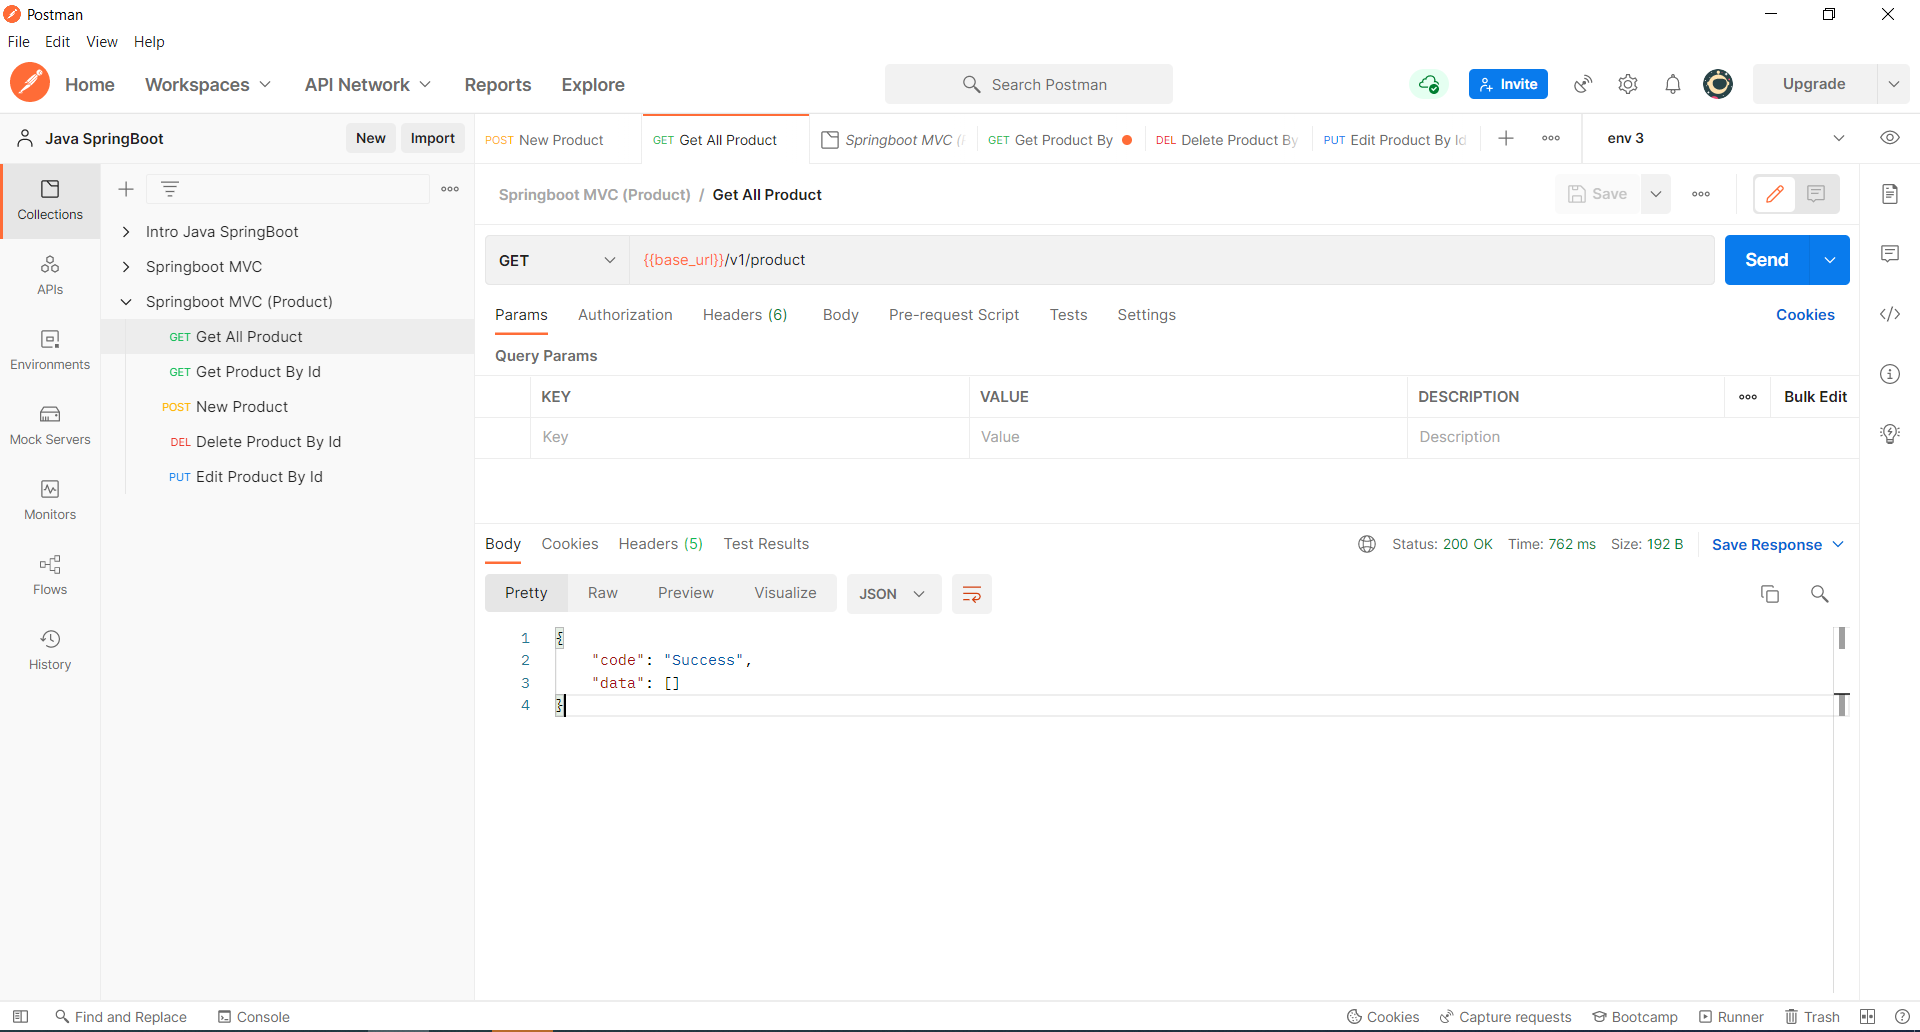 Postman
File Edit View Help
Home Workspaces API Network Reports Explore Search Postman Invite Upgrade
Java SpringBoot New Import
POST New Product GET Get All Product Springboot MVC ( GET Get Product By DEL Delete Product By PUT Edit Product By Id env 3
Collections
APIs
Environments
Mock Servers
Monitors
Flows
History
Intro Java SpringBoot
Springboot MVC
Springboot MVC (Product)
GET Get All Product
GET Get Product By Id
POST New Product
DEL Delete Product By Id
PUT Edit Product By Id
Springboot MVC (Product) / Get All Product Save
GET {{base_url}}/v1/product Send
Params Authorization Headers (6) Body Pre-request Script Tests Settings Cookies
Query Params
KEY VALUE DESCRIPTION Bulk Edit
Key Value Description
Body Cookies Headers (5) Test Results Status: 200 OK Time: 762 ms Size: 192 B Save Response
Pretty Raw Preview Visualize JSON
1 {
2 "code": "Success",
3 "data": []
4 }
Find and Replace Console Cookies Capture requests Bootcamp Runner Trash